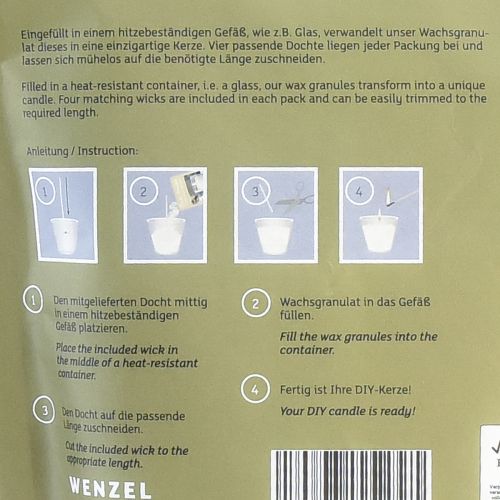 Eingefüllt in einem hitzebeständigen Gefäß, wie z.B. Glas, verwandelt unser Wachsgranu-
lat dieses in eine einzigartige Kerze. Vier passende Dochte liegen jeder Packung bei und
lassen sich mühelos auf die benötigte Länge zuschneiden.
Filled in a heat-resistant container, i.e. a glass, our wax granules transform into a unique
candle. Four matching wicks are included in each pack and can be easily trimmed to the
required length.
Anleitung / Instruction:
1
2
3
4
1
Den mitgelieferten Docht mittig
in einem hitzebeständigen
Gefäß platzieren.
Place the included wick in
the middle of a heat-resistant
container.
2
Wachsgranulat in das Gefäß
füllen.
Fill the wax granules into the
container.
3
Den Docht auf die passende
Länge zuschneiden.
Cut the included wick to the
appropriate length.
4
Fertig ist Ihre DIY-Kerze!
Your DIY candle is ready!
WENZEL